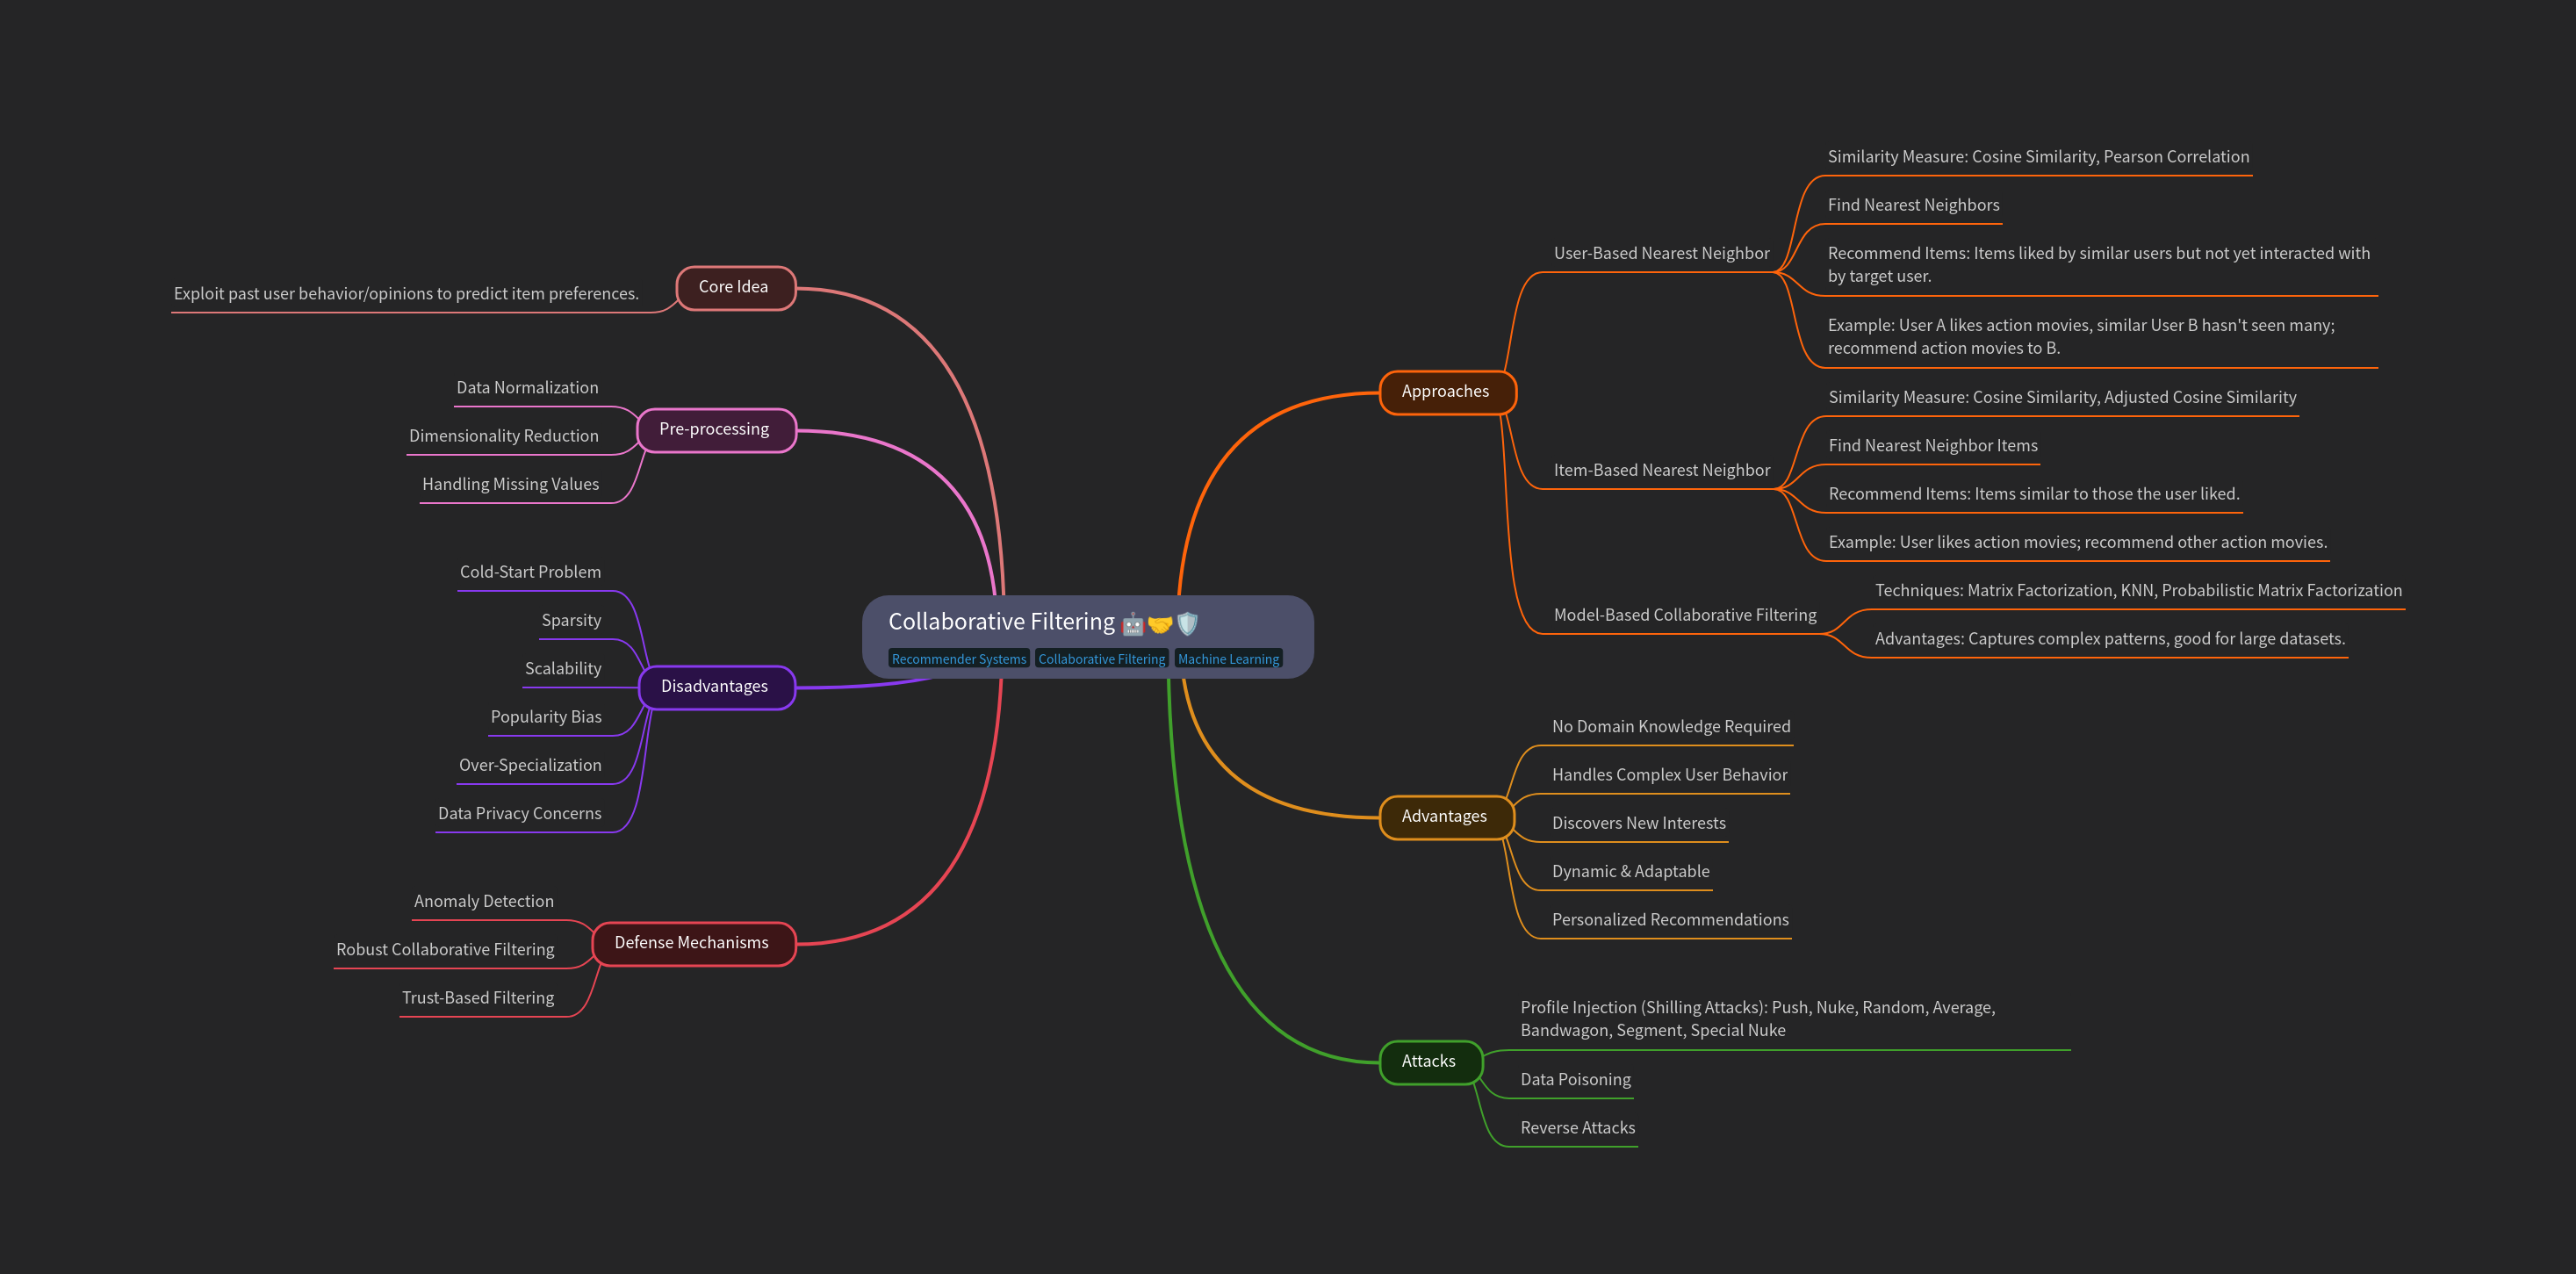 Collaborative Filtering 🤖🤝🛡️
Recommender Systems Collaborative Filtering Machine Learning
Core Idea
Exploit past user behavior/opinions to predict item preferences.
Pre-processing
Data Normalization
Dimensionality Reduction
Handling Missing Values
Disadvantages
Cold-Start Problem
Sparsity
Scalability
Popularity Bias
Over-Specialization
Data Privacy Concerns
Defense Mechanisms
Anomaly Detection
Robust Collaborative Filtering
Trust-Based Filtering
Approaches
User-Based Nearest Neighbor
Similarity Measure: Cosine Similarity, Pearson Correlation
Find Nearest Neighbors
Recommend Items: Items liked by similar users but not yet interacted with
by target user.
Example: User A likes action movies, similar User B hasn't seen many;
recommend action movies to B.
Item-Based Nearest Neighbor
Similarity Measure: Cosine Similarity, Adjusted Cosine Similarity
Find Nearest Neighbor Items
Recommend Items: Items similar to those the user liked.
Example: User likes action movies; recommend other action movies.
Model-Based Collaborative Filtering
Techniques: Matrix Factorization, KNN, Probabilistic Matrix Factorization
Advantages: Captures complex patterns, good for large datasets.
Advantages
No Domain Knowledge Required
Handles Complex User Behavior
Discovers New Interests
Dynamic & Adaptable
Personalized Recommendations
Attacks
Profile Injection (Shilling Attacks): Push, Nuke, Random, Average,
Bandwagon, Segment, Special Nuke
Data Poisoning
Reverse Attacks